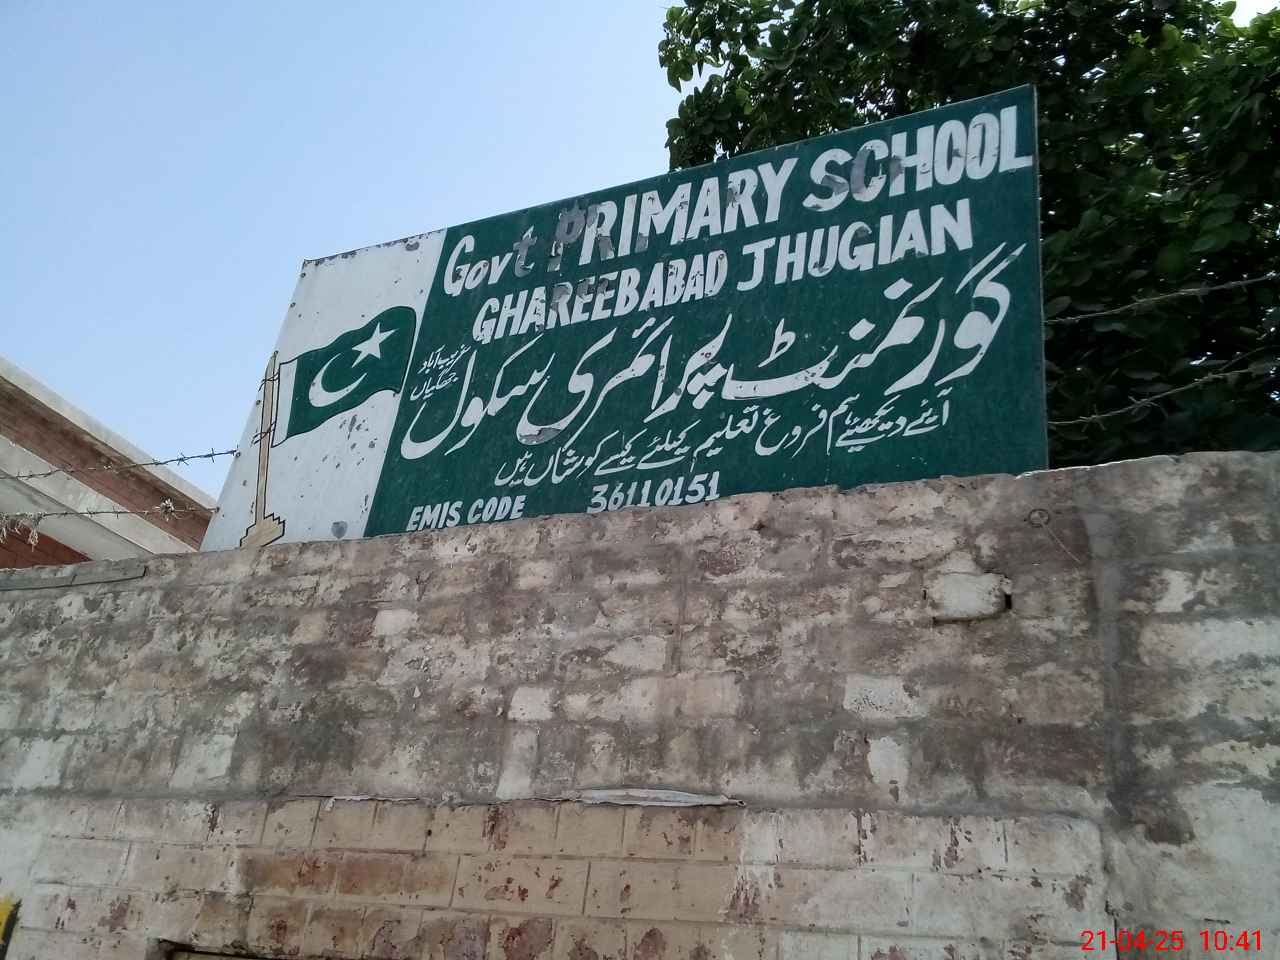 Govt PRIMARY SCHOOL
GHAREEBABAD JHUGIAN
گورنمنٹ پرائمری سکول
غریب آباد
جھگیاں
آیئے دیکھئے ہم فروغ تعلیم کیلئے کیسے کوشاں ہیں
EMIS CODE 36110151
21-04-25 10:41